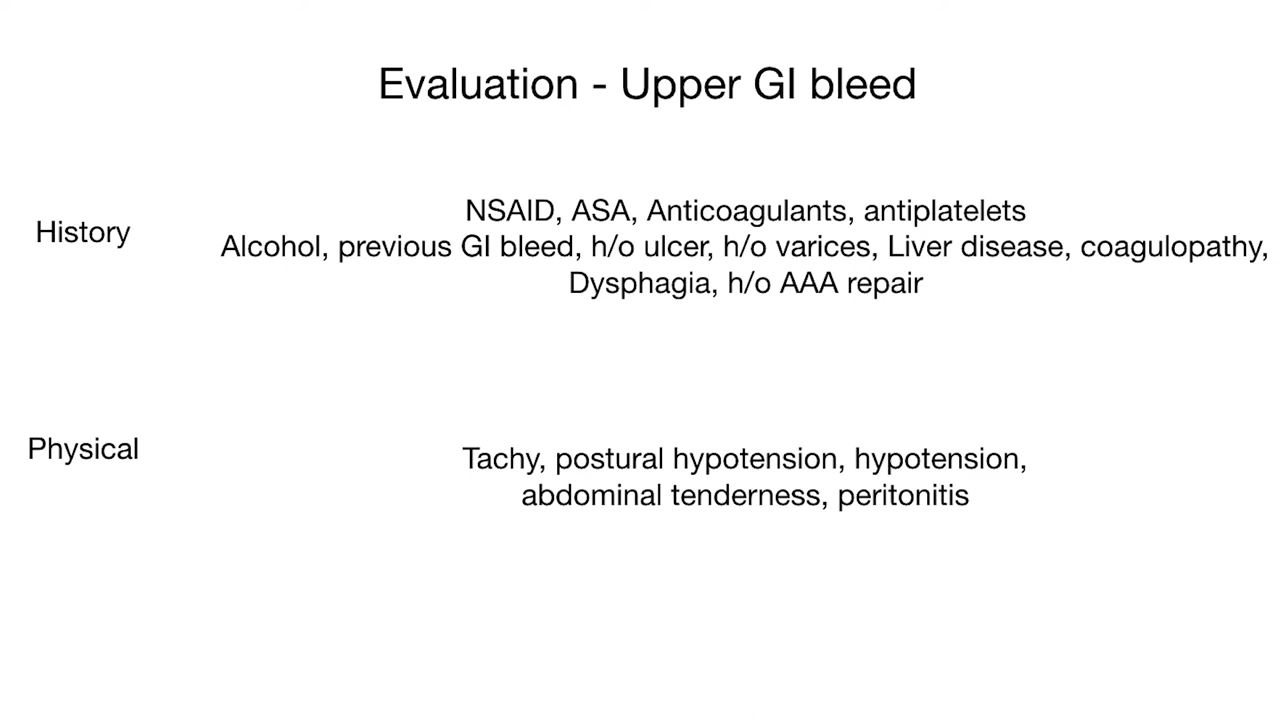 Evaluation - Upper GI bleed
History
NSAID, ASA, Anticoagulants, antiplatelets
Alcohol, previous GI bleed, h/o ulcer, h/o varices, Liver disease, coagulopathy,
Dysphagia, h/o AAA repair
Physical
Tachy, postural hypotension, hypotension,
abdominal tenderness, peritonitis